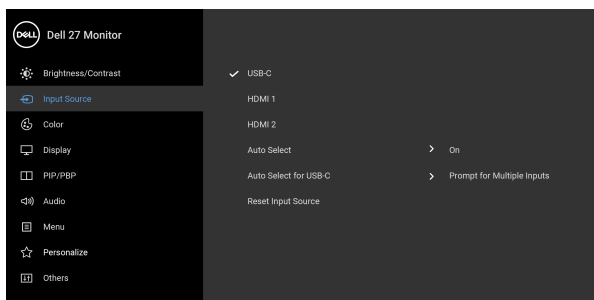 DELL
Dell 27 Monitor
Brightness/Contrast
Input Source
Color
Display
PIP/PBP
Audio
Menu
Personalize
Others
USB-C
HDMI 1
HDMI 2
Auto Select
On
Auto Select for USB-C
Prompt for Multiple Inputs
Reset Input Source